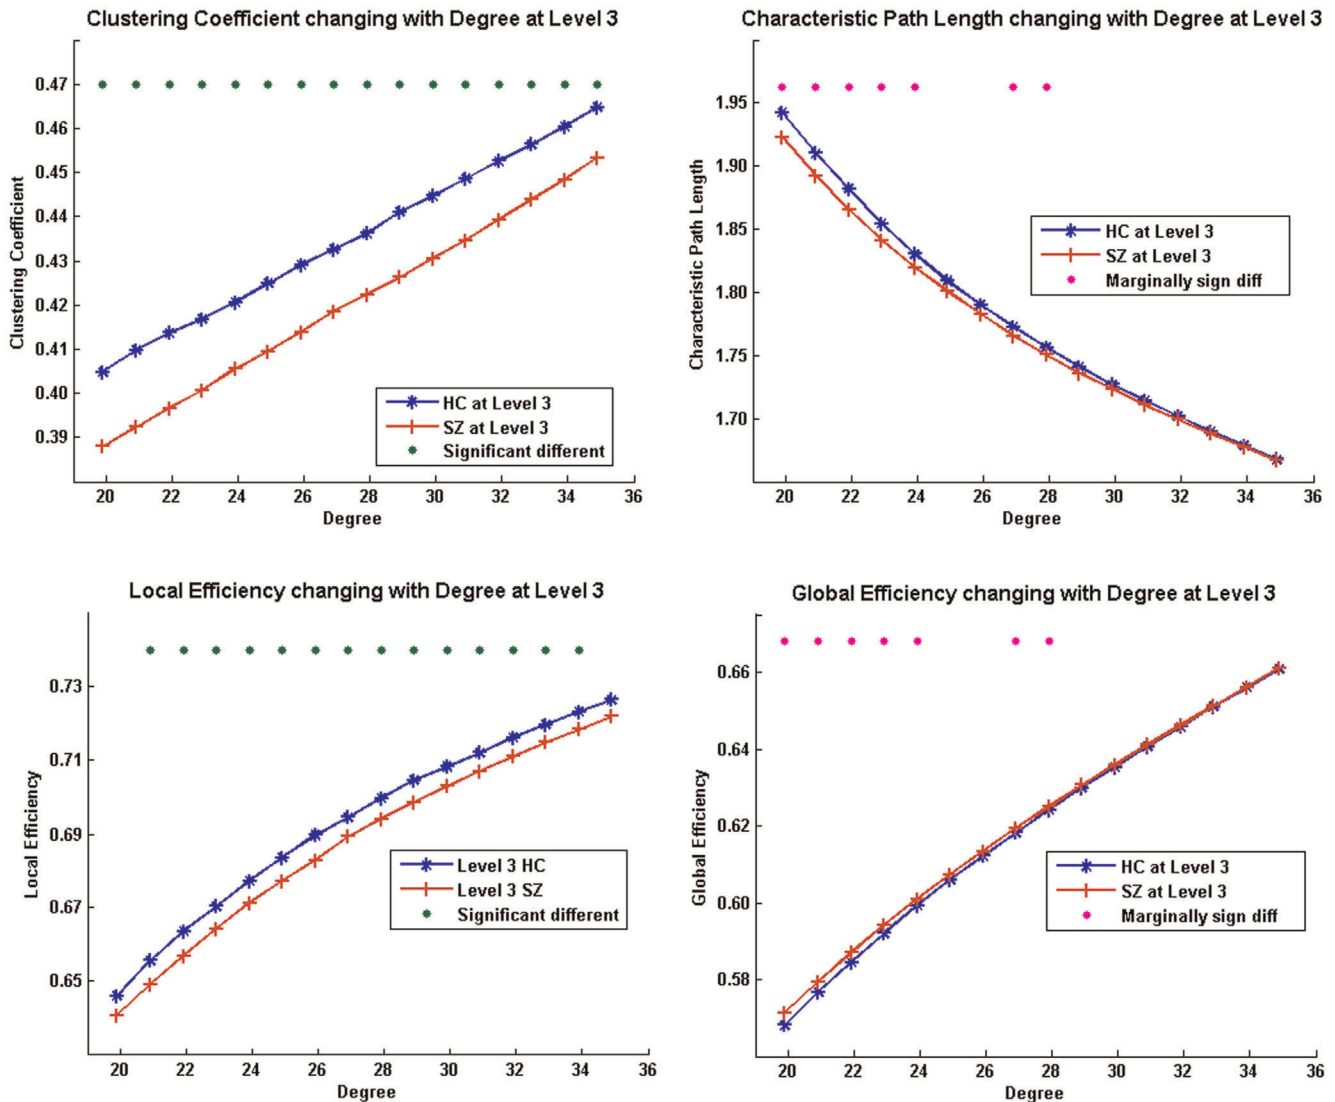 Clustering Coefficient changing with Degree at Level 3
0.47
0.46
0.45
0.44
0.43
0.42
0.41
0.40
0.39
Clustering Coefficient
HC at Level 3
SZ at Level 3
Significant different
20 22 24 26 28 30 32 34 36
Degree
Characteristic Path Length changing with Degree at Level 3
1.95
1.90
1.85
1.80
1.75
1.70
Characteristic Path Length
HC at Level 3
SZ at Level 3
Marginally sign diff
20 22 24 26 28 30 32 34 36
Degree
Local Efficiency changing with Degree at Level 3
0.73
0.71
0.69
0.67
0.65
Local Efficiency
Level 3 HC
Level 3 SZ
Significant different
20 22 24 26 28 30 32 34 36
Degree
Global Efficiency changing with Degree at Level 3
0.66
0.64
0.62
0.60
0.58
Global Efficiency
HC at Level 3
SZ at Level 3
Marginally sign diff
20 22 24 26 28 30 32 34 36
Degree